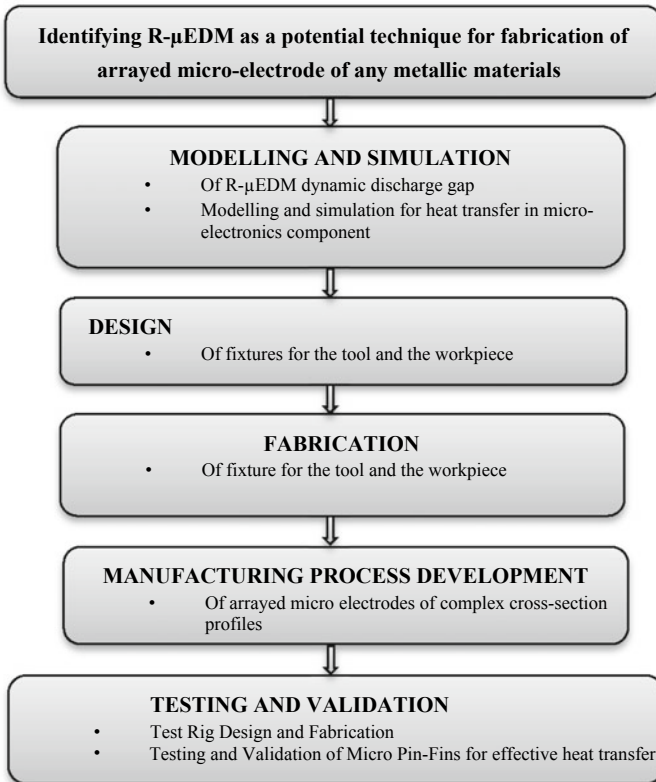 Identifying R-µEDM as a potential technique for fabrication of
arrayed micro-electrode of any metallic materials
MODELLING AND SIMULATION
• Of R-µEDM dynamic discharge gap
• Modelling and simulation for heat transfer in micro-
electronics component
DESIGN
• Of fixtures for the tool and the workpiece
FABRICATION
• Of fixture for the tool and the workpiece
MANUFACTURING PROCESS DEVELOPMENT
• Of arrayed micro electrodes of complex cross-section
profiles
TESTING AND VALIDATION
• Test Rig Design and Fabrication
• Testing and Validation of Micro Pin-Fins for effective heat transfer